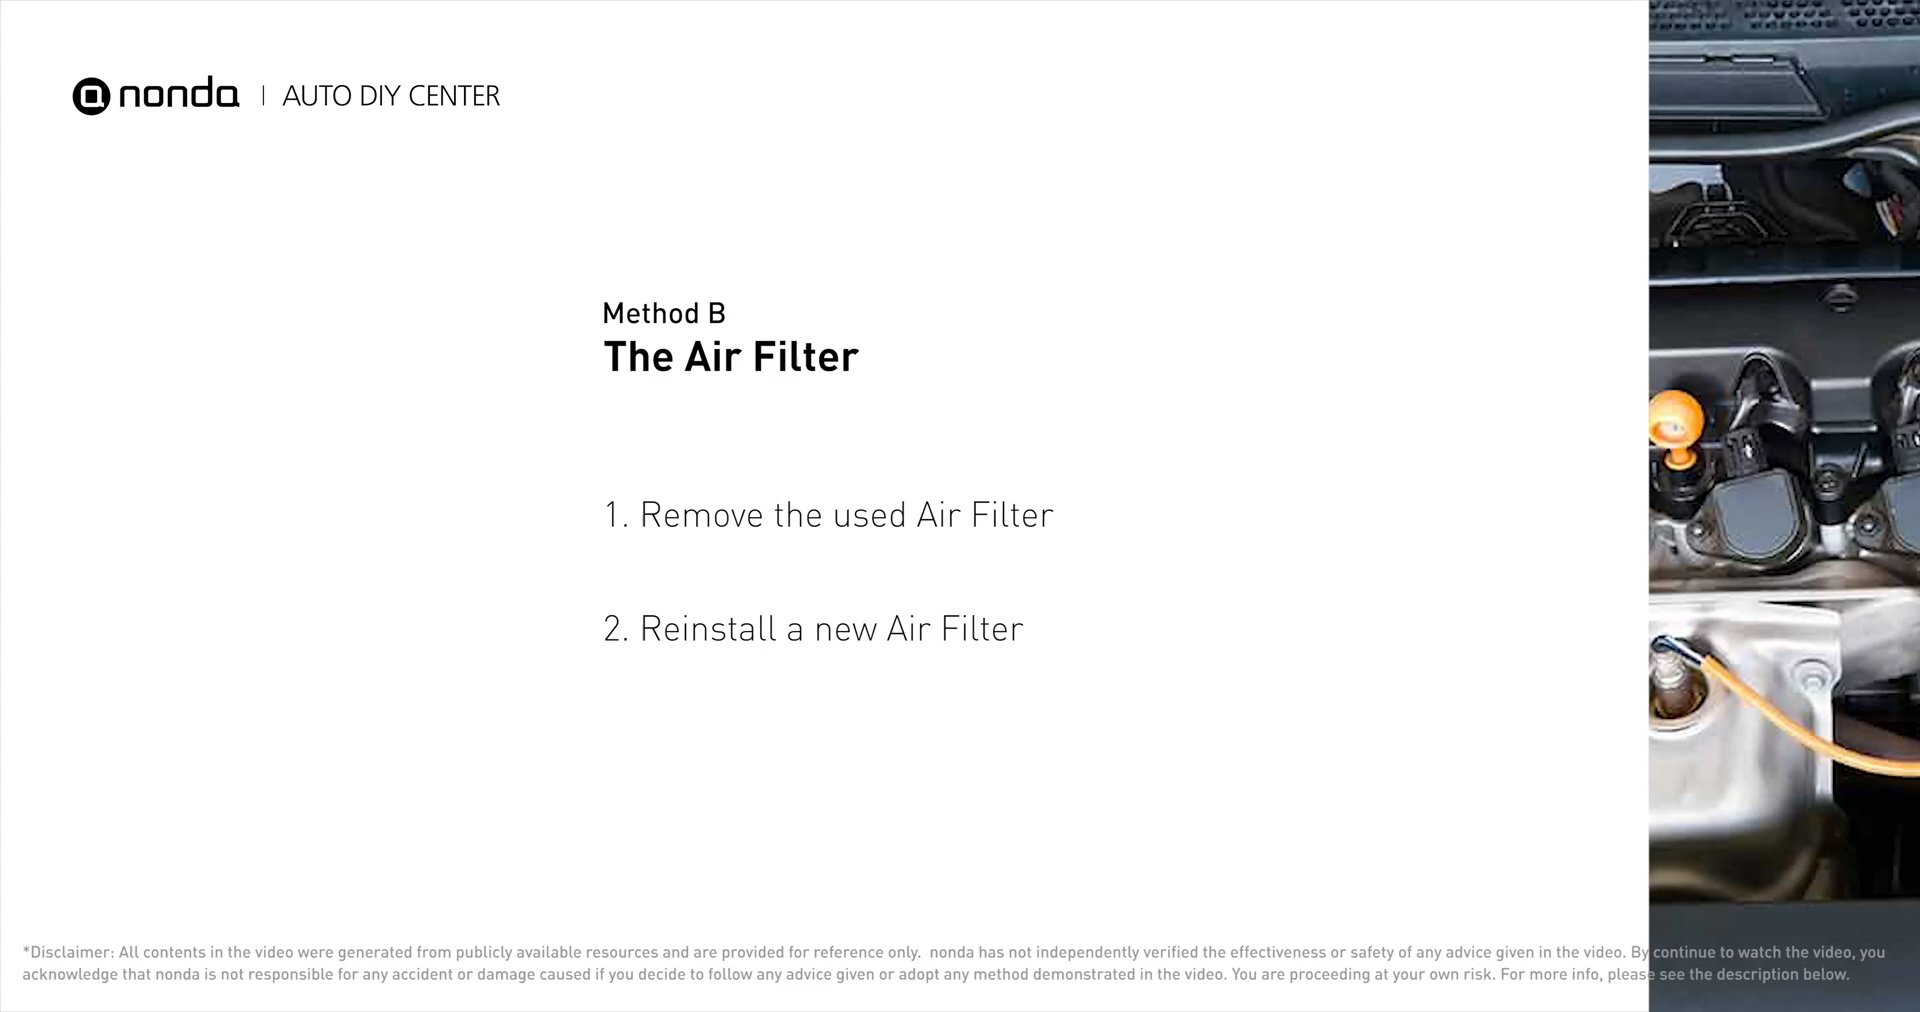 nonda | AUTO DIY CENTER
Method B
The Air Filter
1. Remove the used Air Filter
2. Reinstall a new Air Filter
*Disclaimer: All contents in the video were generated from publicly available resources and are provided for reference only. nonda has not independently verified the effectiveness or safety of any advice given in the video. By continue to watch the video, you
acknowledge that nonda is not responsible for any accident or damage caused if you decide to follow any advice given or adopt any method demonstrated in the video. You are proceeding at your own risk. For more info, please see the description below.